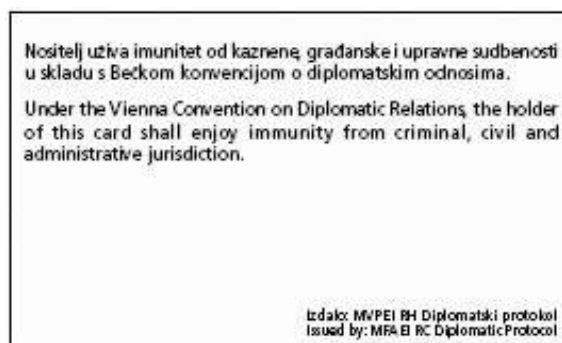 Nositelj uživa imunitet od kaznene, građanske i upravne sudbenosti
u skladu s Bečkom konvencijom o diplomatskim odnosima.
Under the Vienna Convention on Diplomatic Relations, the holder
of this card shall enjoy immunity from criminal, civil and
administrative jurisdiction.
Izdalo: MVPEI RH Diplomatski protokol
Issued by: MFAEI RC Diplomatic Protocol